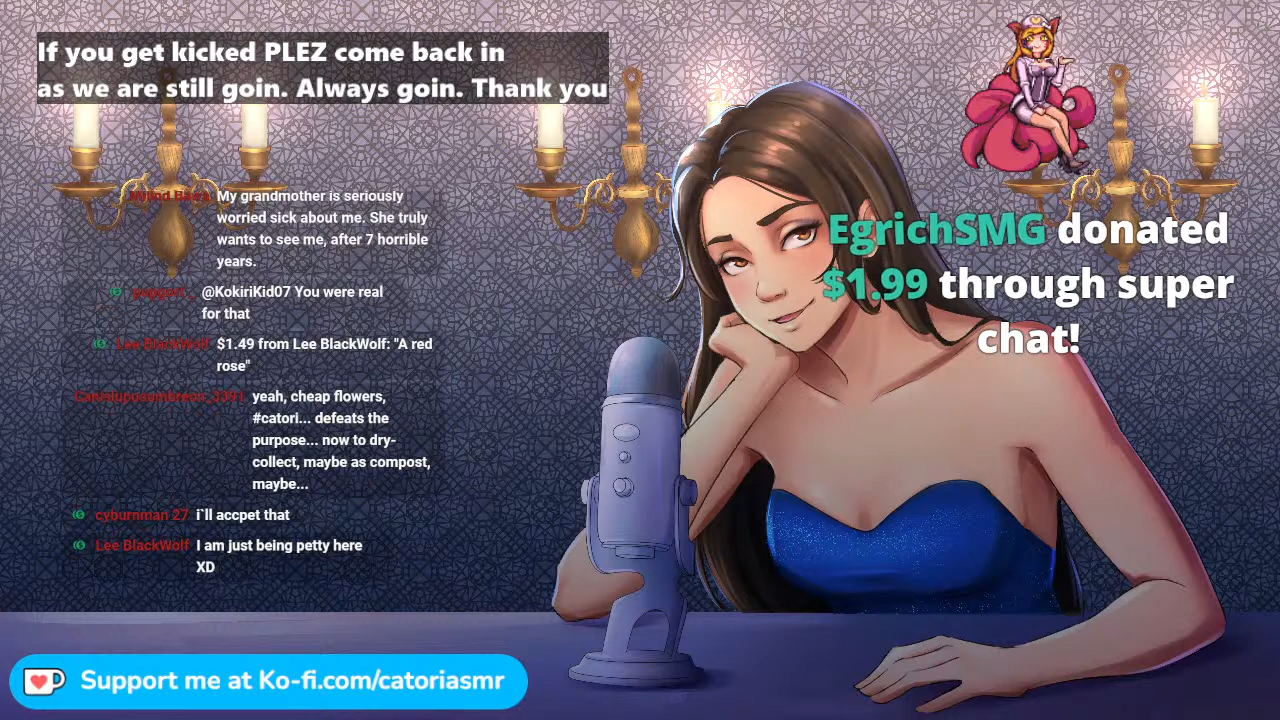 If you get kicked PLEZ come back in
as we are still goin. Always goin. Thank you
My grandmother is seriously
worried sick about me. She truly
wants to see me, after 7 horrible
years.
@KokiriKid07 You were real
for that
Lee BlackWolf $1.49 from Lee BlackWolf: "A red
rose"
yeah, cheap flowers,
#catori... defeats the
purpose... now to dry-
collect, maybe as compost,
maybe...
cyburnman 27 i`ll accpet that
Lee BlackWolf I am just being petty here
XD
EgrichSMG donated
$1.99 through super
chat!
Support me at Ko-fi.com/catoriasmr